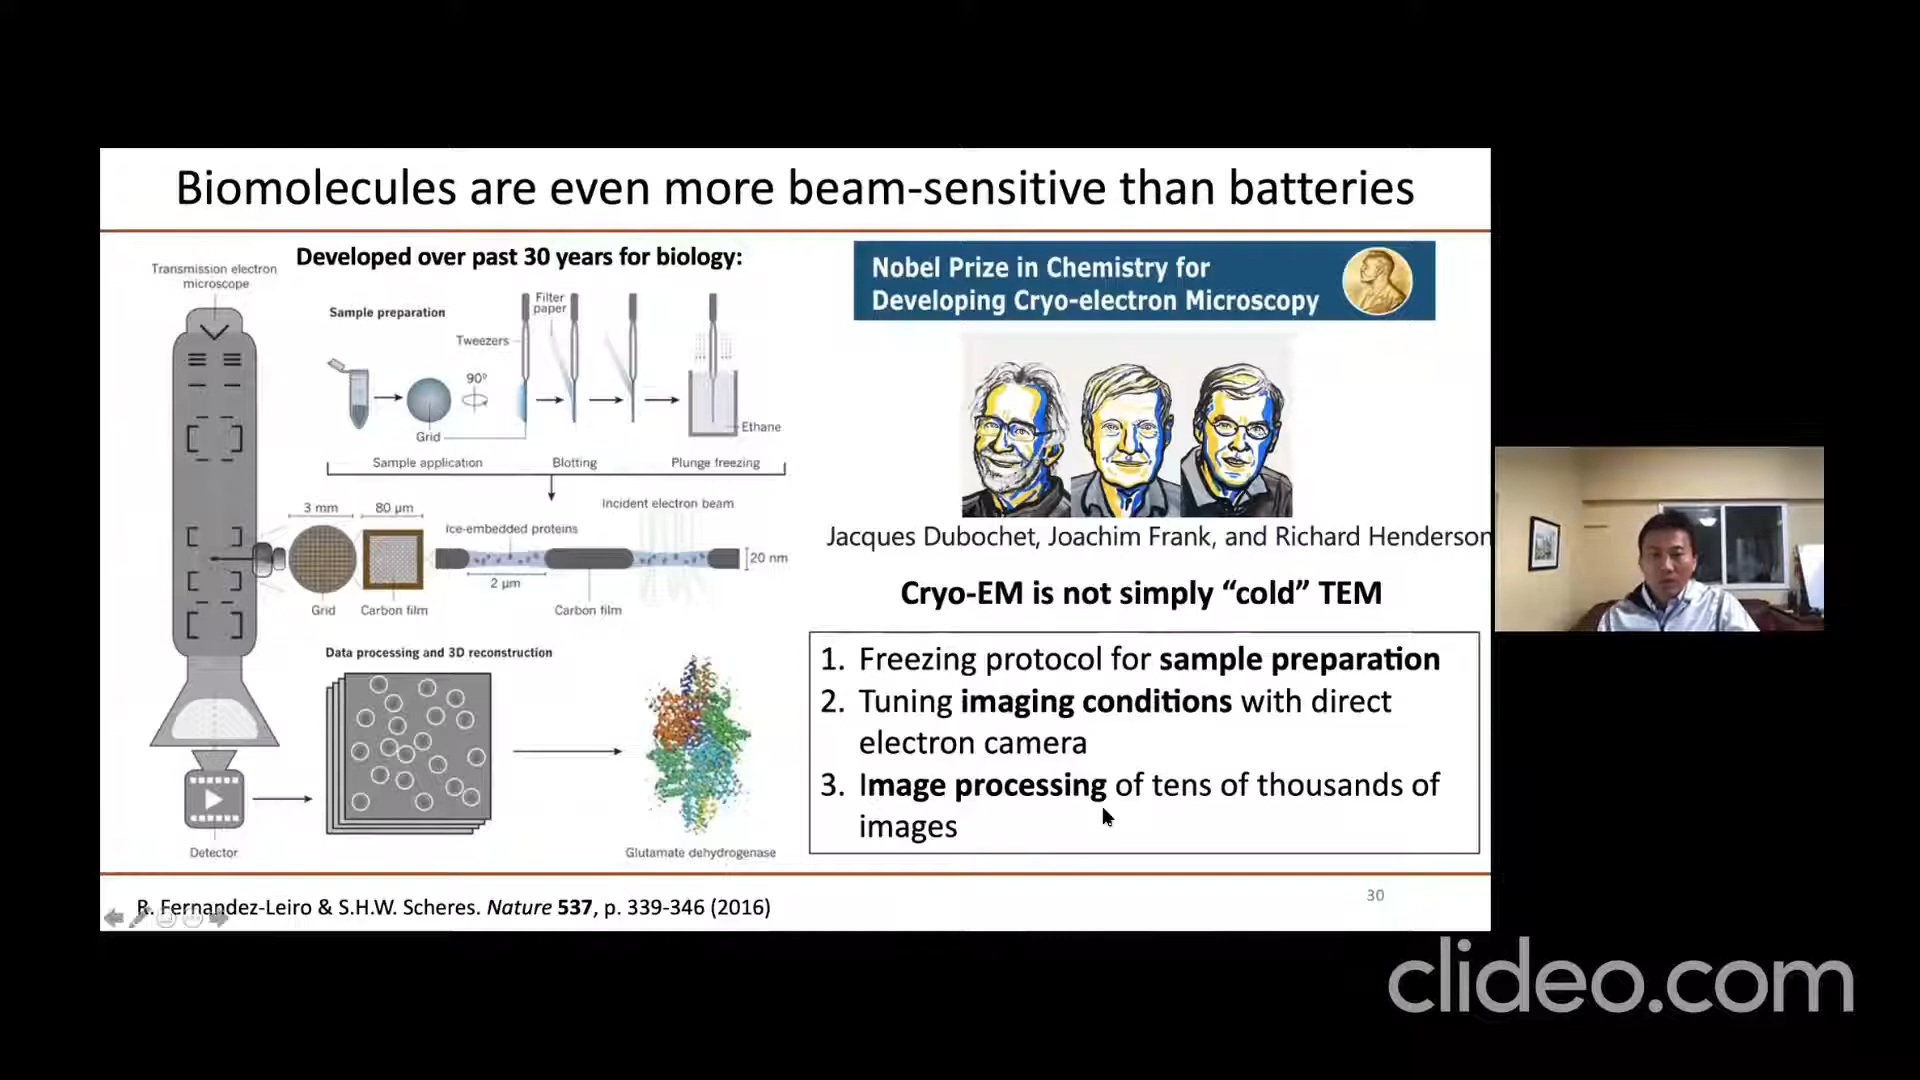 Biomolecules are even more beam-sensitive than batteries
Developed over past 30 years for biology:
Transmission electron
microscope
Sample preparation
Filter
paper
Tweezers
90º
Grid
Ethane
Sample application
Blotting
Plunge freezing
3 mm
80 µm
Incident electron beam
Ice-embedded proteins
20 nm
2 µm
Grid
Carbon film
Carbon film
Data processing and 3D reconstruction
Detector
Glutamate dehydrogenase
Nobel Prize in Chemistry for
Developing Cryo-electron Microscopy
Jacques Dubochet, Joachim Frank, and Richard Henderson
Cryo-EM is not simply “cold” TEM
1. Freezing protocol for sample preparation
2. Tuning imaging conditions with direct
electron camera
3. Image processing of tens of thousands of
images
R. Fernandez-Leiro & S.H.W. Scheres. Nature 537, p. 339-346 (2016)
30
clideo.com